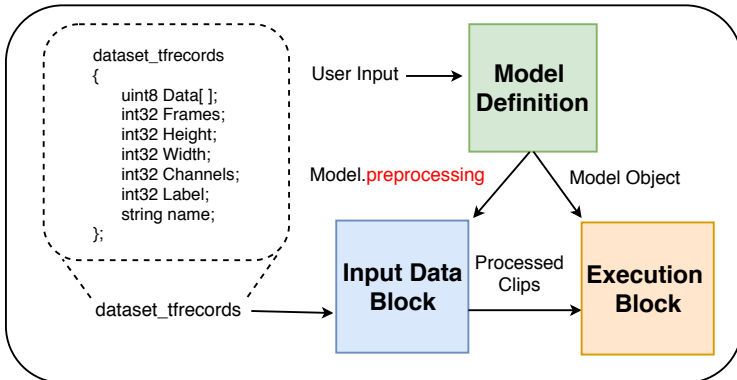 dataset_tfrecords
{
uint8 Data[ ];
int32 Frames;
int32 Height;
int32 Width;
int32 Channels;
int32 Label;
string name;
};
User Input
Model
Definition
Model.preprocessing
Model Object
Input Data
Block
Processed
Clips
Execution
Block
dataset_tfrecords